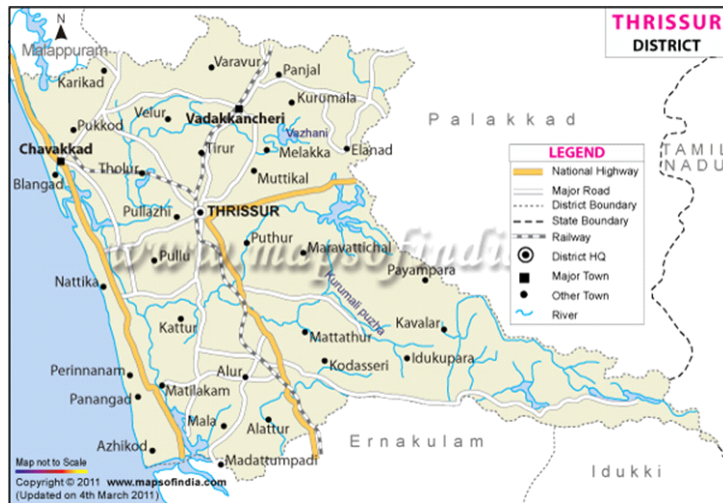 THRISSUR
DISTRICT
N
Malappuram
Varavur
Panjal
Karikad
Kurumala
Velur
Vadakkancheri
Palakkad
Pukkod
Vazhani
TAMIL
NADU
Chavakkad
Tirur
Melakka
Elanad
LEGEND
National Highway
Major Road
District Boundary
State Boundary
Railway
District HQ
Major Town
Other Town
River
Blangad
Tholur
Muttikal
Pullazhi
THRISSUR
Puthur
Maravattichal
www.mapsofindia
Pullu
Payampara
Nattika
Kurumali puzha
Kattur
Mattathur
Kavalar
Kodasseri
Idukupara
Perinnanam
Alur
Matilakam
Panangad
Mala
Alattur
Azhikod
Madattumpadi
Ernakulam
Idukki
Map not to Scale
Copyright © 2011 www.mapsofindia.com
(Updated on 4th March 2011)